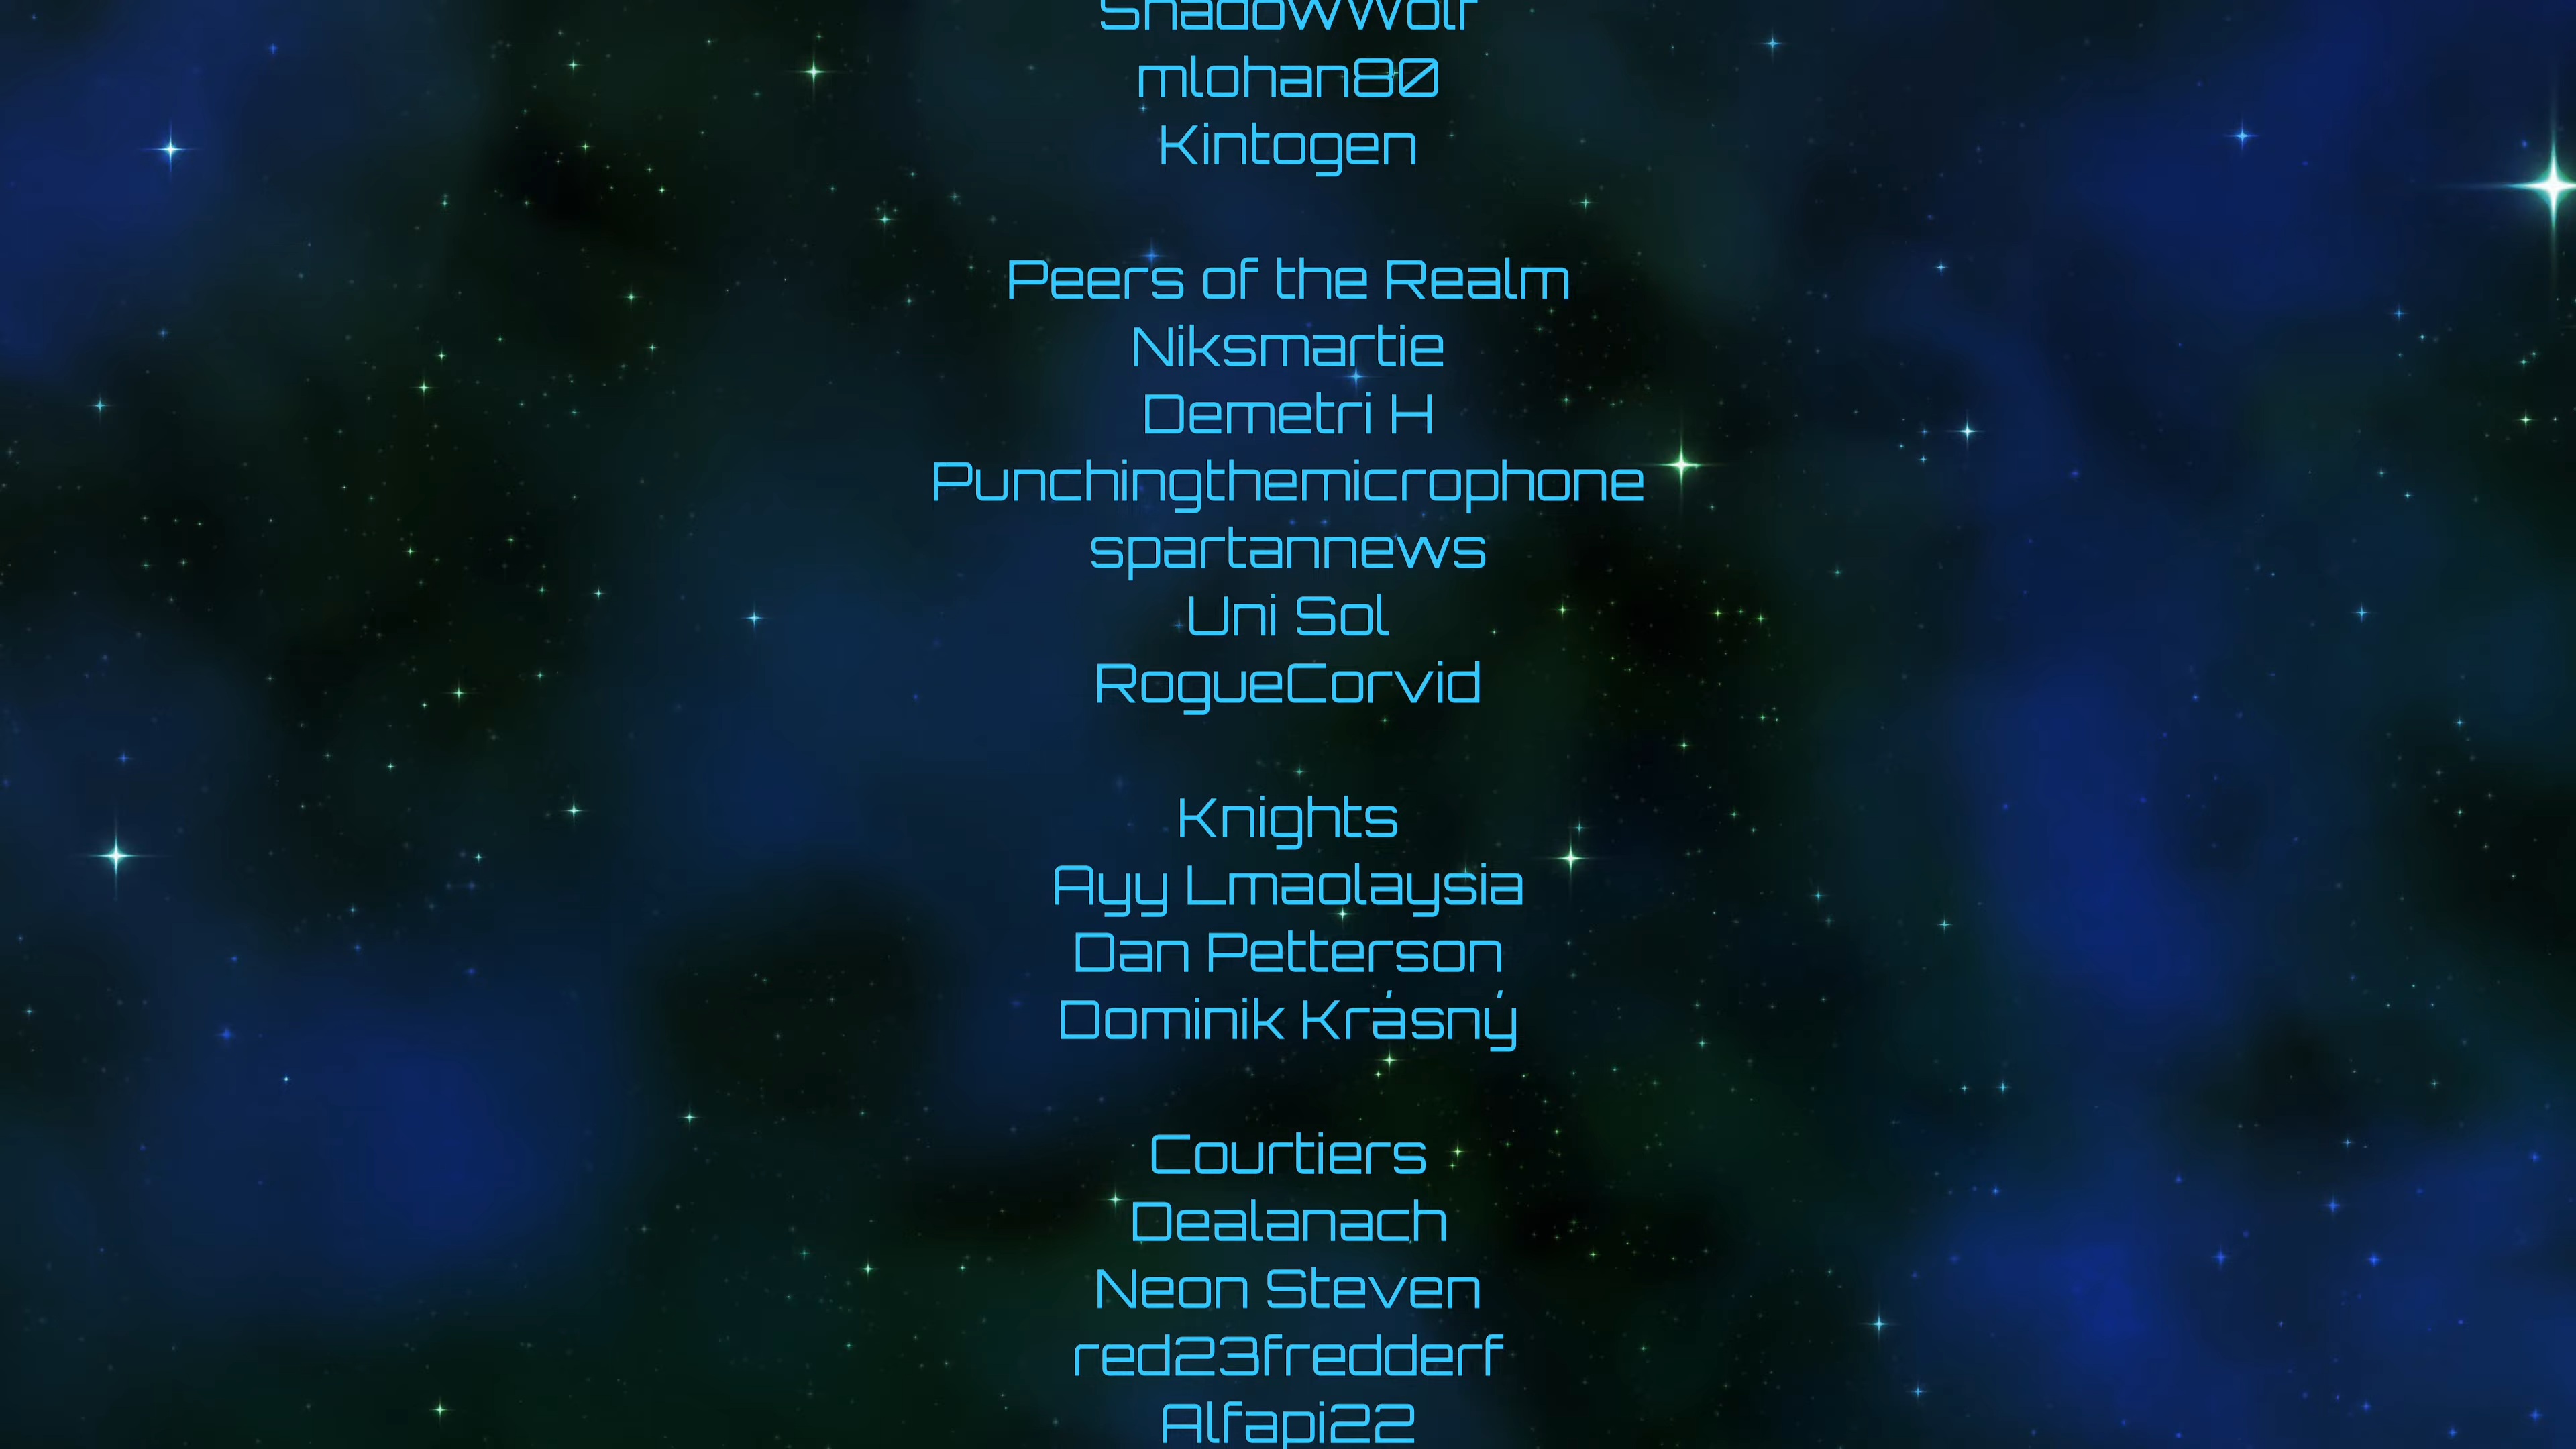 ShadowWolf
mlohan80
Kintogen
Peers of the Realm
Niksmartie
Demetri H
Punchingthemicrophone
spartannews
Uni Sol
RogueCorvid
Knights
Ayy Lmaolaysia
Dan Petterson
Dominik Krásný
Courtiers
Dealanach
Neon Steven
red23fredderf
Alfapi22